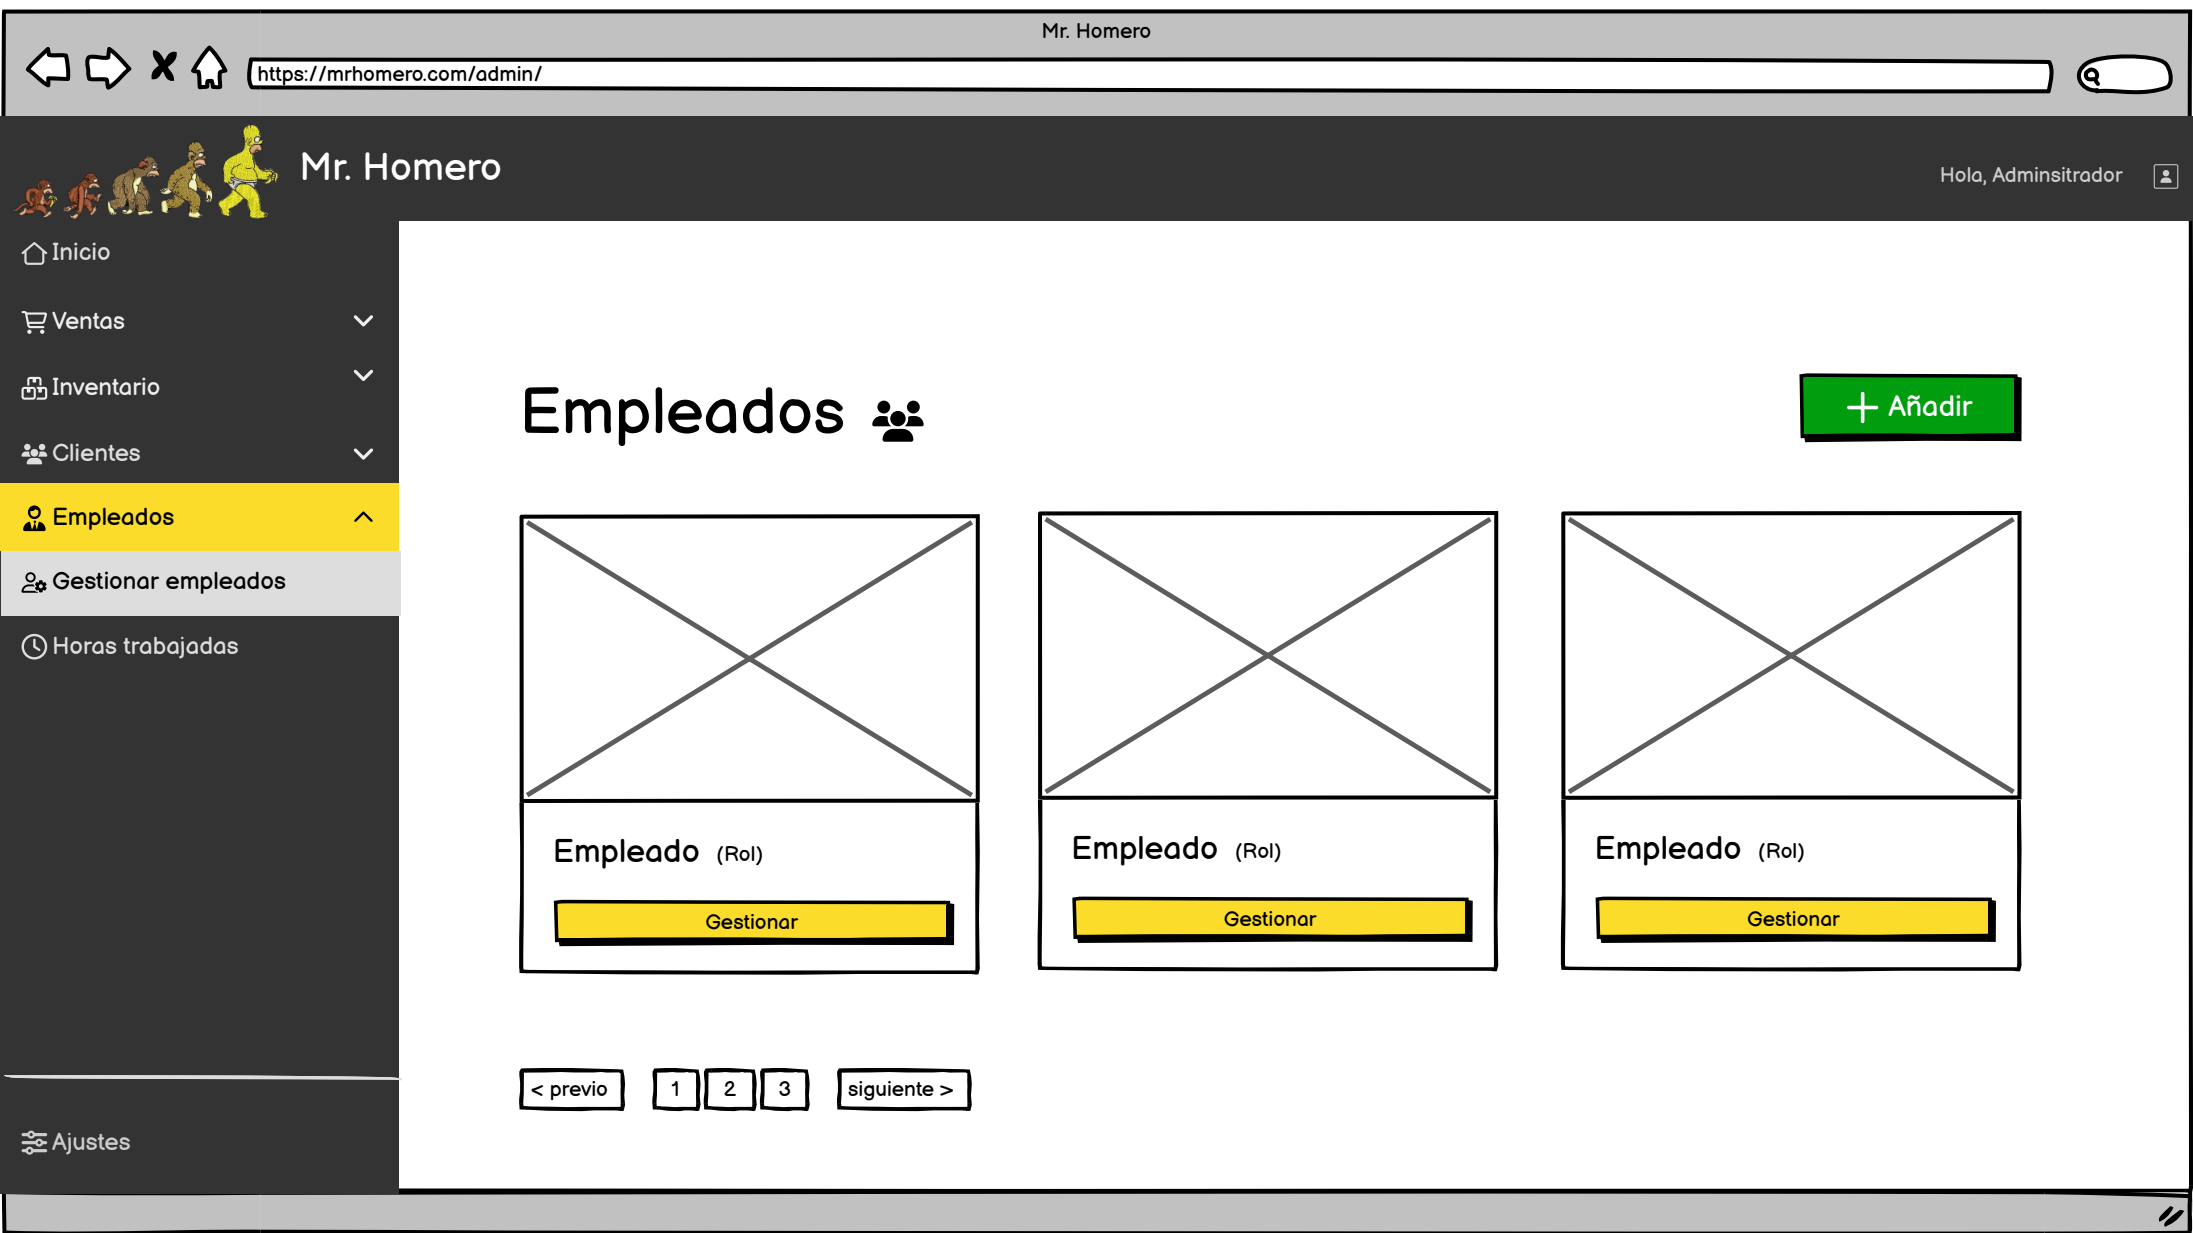 Mr. Homero
https://mrhomero.com/admin/
Mr. Homero
Hola, Adminsitrador
Inicio
Ventas
Inventario
Clientes
Empleados
Gestionar empleados
Horas trabajadas
Ajustes
Empleados
Añadir
Empleado (Rol)
Gestionar
Empleado (Rol)
Gestionar
Empleado (Rol)
Gestionar
< previo 1 2 3 siguiente >